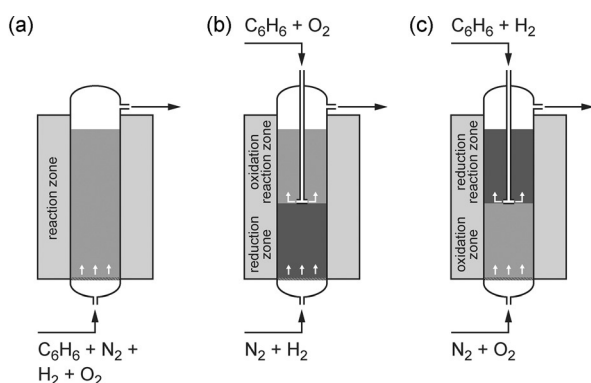 (a)
reaction zone
C₆H₆ + N₂ +
H₂ + O₂
(b)
C₆H₆ + O₂
oxidation
reaction zone
reduction
zone
N₂ + H₂
(c)
C₆H₆ + H₂
reduction
reaction zone
oxidation
zone
N₂ + O₂